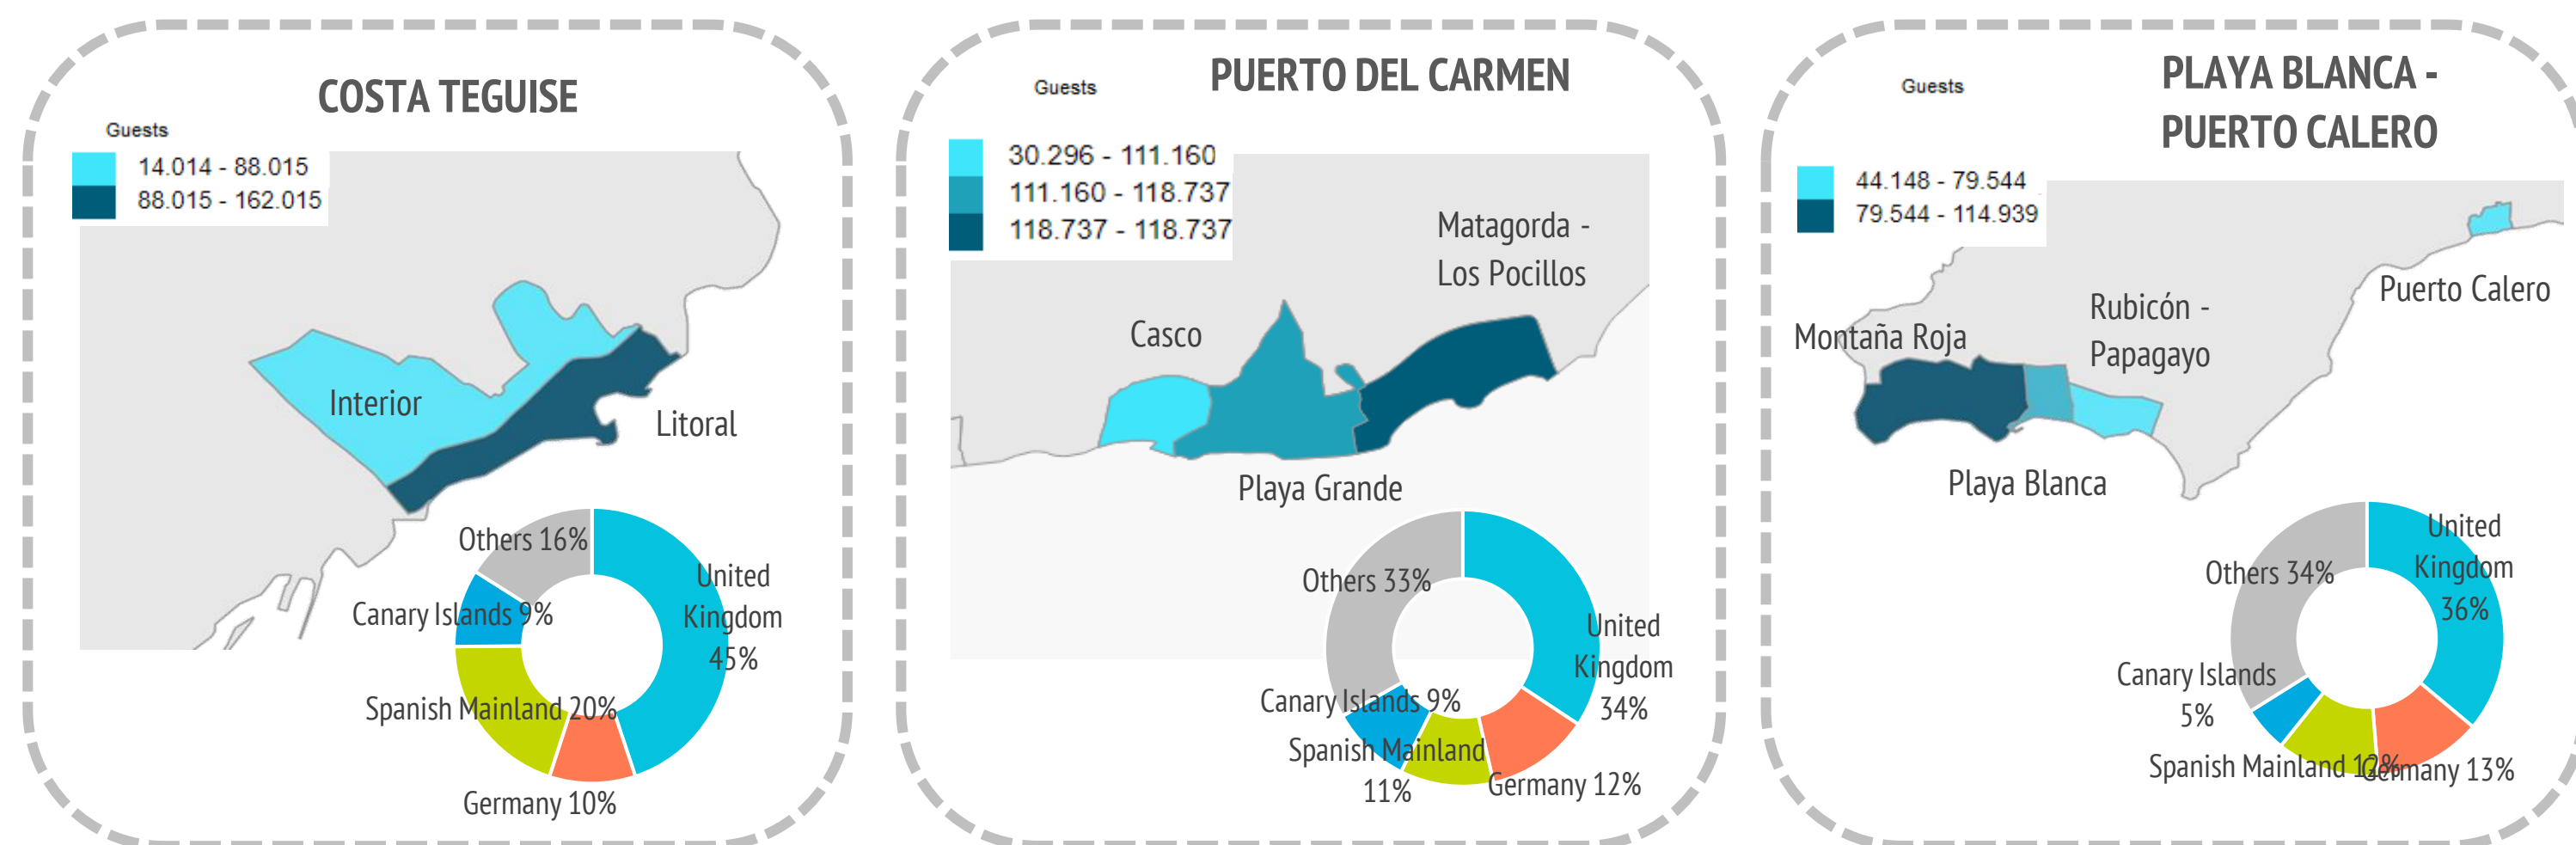 COSTA TEGUISE
Guests
14.014 - 88.015
88.015 - 162.015
Interior
Litoral
Others 16%
United
Kingdom
45%
Canary Islands 9%
Spanish Mainland 20%
Germany 10%
PUERTO DEL CARMEN
Guests
30.296 - 111.160
111.160 - 118.737
118.737 - 118.737
Matagorda -
Los Pocillos
Casco
Playa Grande
Others 33%
United
Kingdom
34%
Canary Islands 9%
Spanish Mainland
11%
Germany 12%
PLAYA BLANCA -
PUERTO CALERO
Guests
44.148 - 79.544
79.544 - 114.939
Puerto Calero
Rubicón -
Papagayo
Montaña Roja
Playa Blanca
United
Kingdom
36%
Others 34%
Canary Islands
5%
Spanish Mainland 12%
Germany 13%